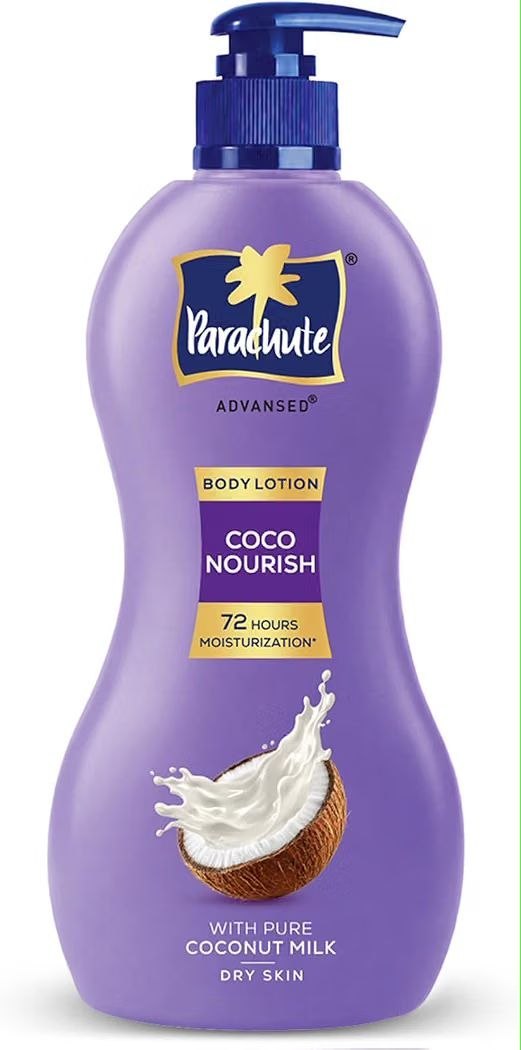 Parachute®
ADVANSED®
BODY LOTION
COCO
NOURISH
72 HOURS
MOISTURIZATION*
WITH PURE
COCONUT MILK
DRY SKIN